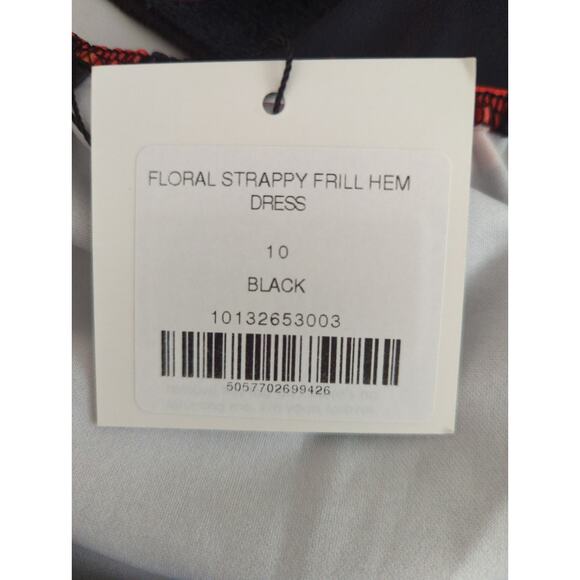 FLORAL STRAPPY FRILL HEM
DRESS
10
BLACK
10132653003
5057702699426